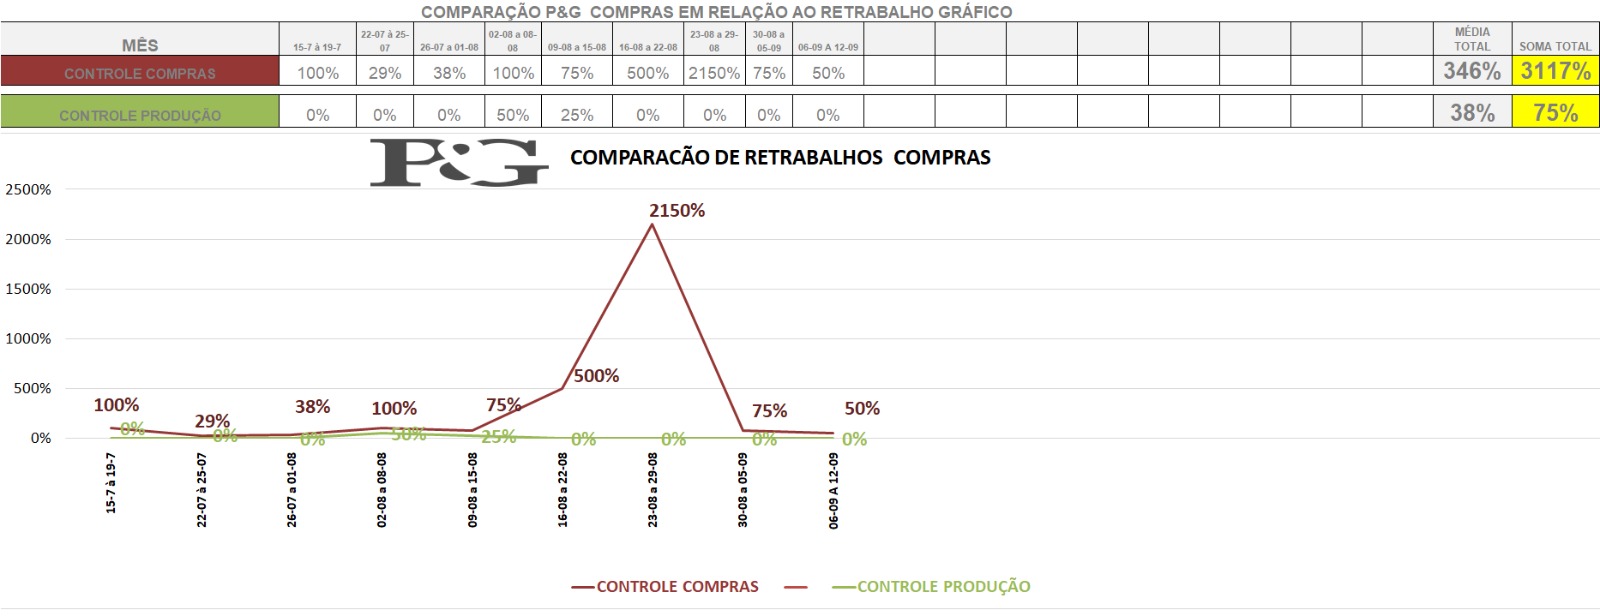 COMPARAÇÃO P&G  COMPRAS EM RELAÇÃO AO RETRABALHO GRÁFICO
MÊS 15-7 à 19-7 22-07 à 25-07 26-07 a 01-08 02-08 a 08-08 09-08 a 15-08 16-08 a 22-08 23-08 a 29-08 30-08 a 05-09 06-09 A 12-09 MÉDIA TOTAL SOMA TOTAL
CONTROLE COMPRAS 100% 29% 38% 100% 75% 500% 2150% 75% 50% 346% 3117%
CONTROLE PRODUÇÃO 0% 0% 0% 50% 25% 0% 0% 0% 0% 38% 75%
P&G COMPARACÃO DE RETRABALHOS  COMPRAS
2500%
2000%
1500%
1000%
500%
0%
100% 29% 38% 100% 75% 500% 2150% 75% 50%
0% 0% 0% 50% 25% 0% 0% 0% 0%
15-7 à 19-7
22-07 à 25-07
26-07 a 01-08
02-08 a 08-08
09-08 a 15-08
16-08 a 22-08
23-08 a 29-08
30-08 a 05-09
06-09 A 12-09
CONTROLE COMPRAS CONTROLE PRODUÇÃO